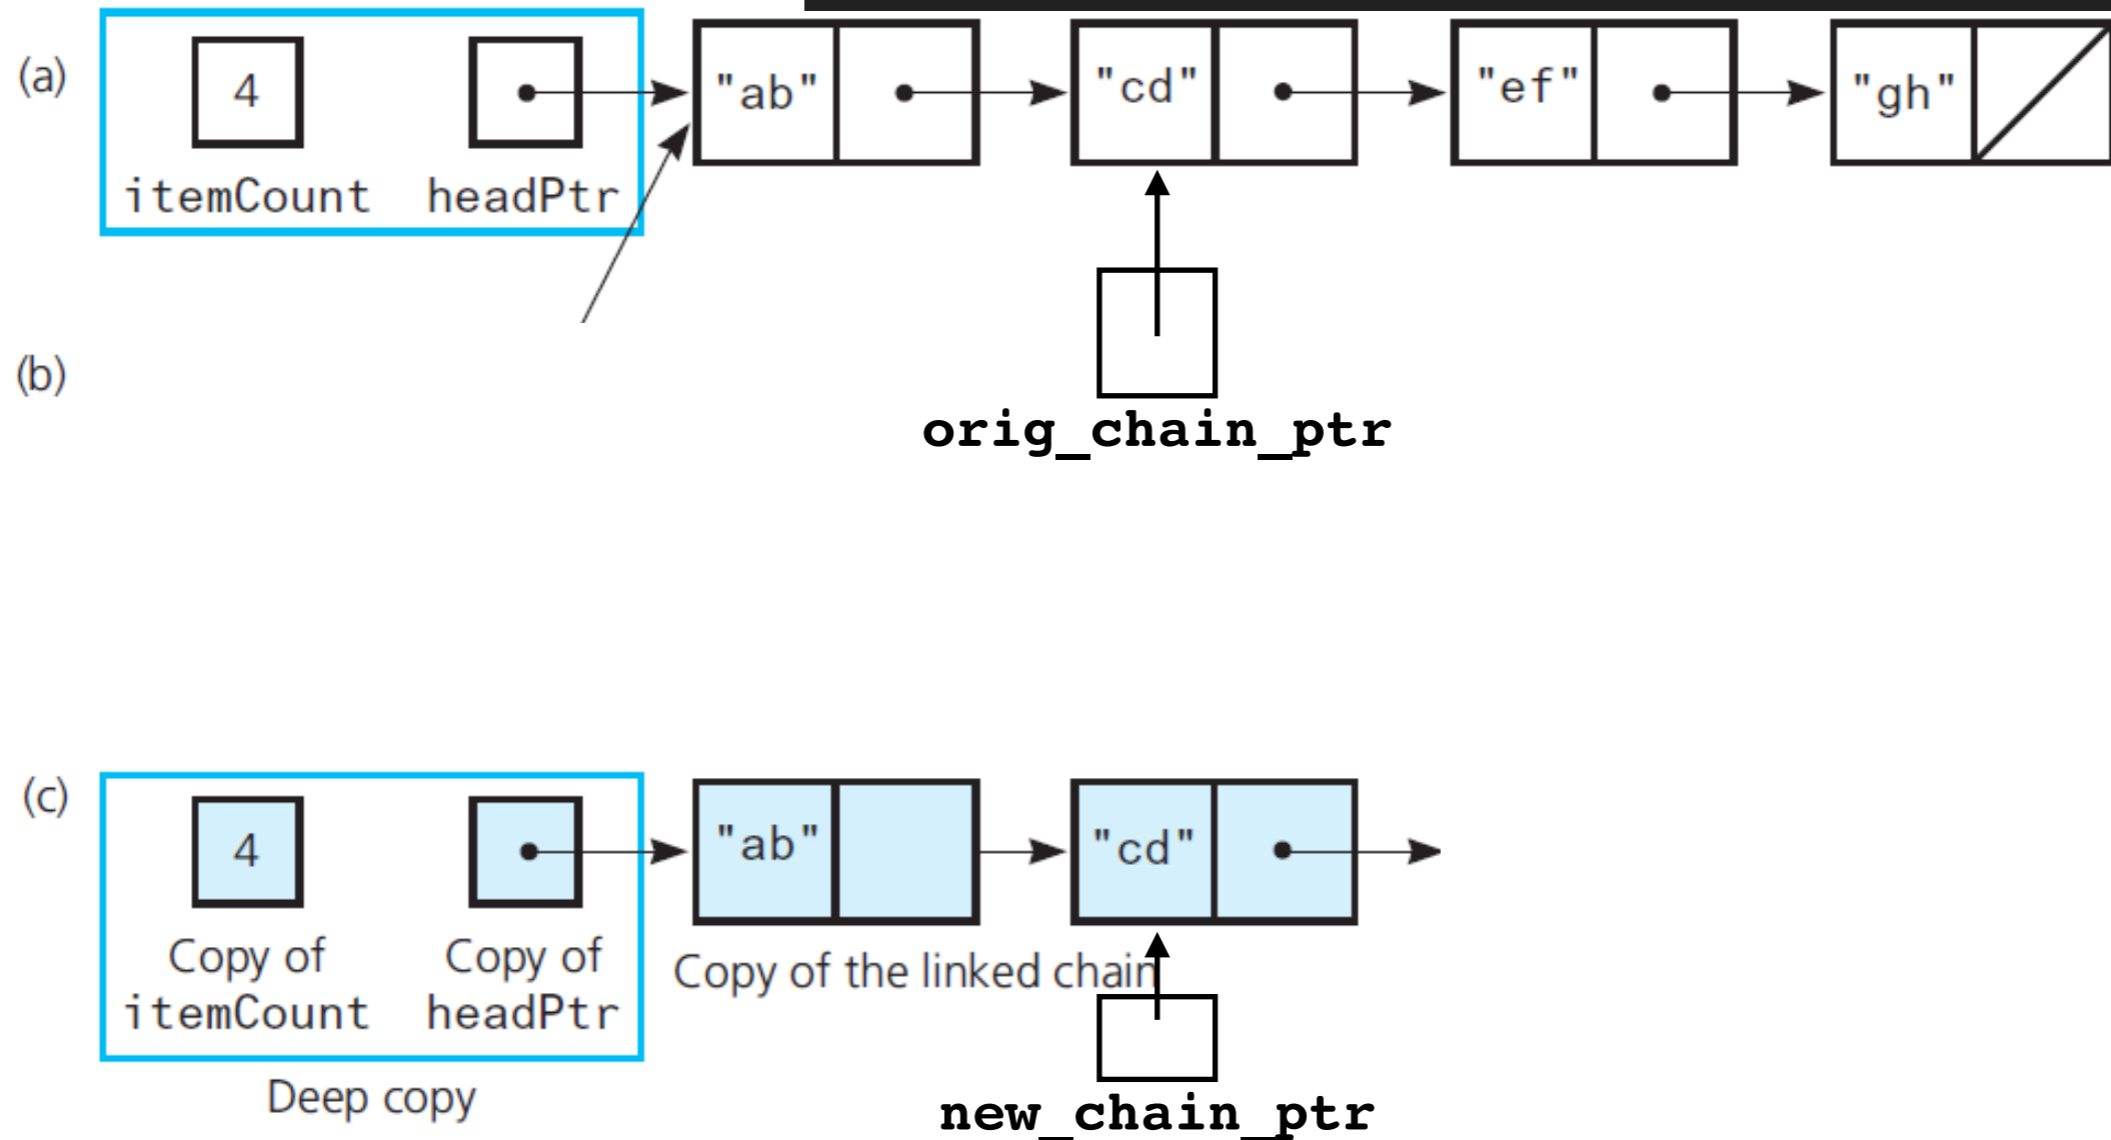 (a)
4
itemCount
headPtr
"ab"
"cd"
"ef"
"gh"
(b)
orig_chain_ptr
(c)
4
Copy of
itemCount
Copy of
headPtr
"ab"
"cd"
Copy of the linked chain
Deep copy
new_chain_ptr